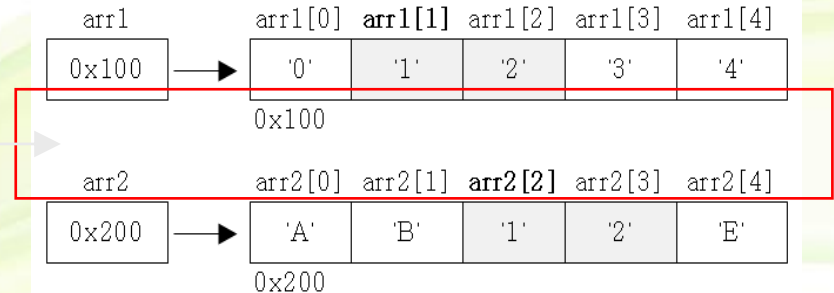 arr1 arr1[0] arr1[1] arr1[2] arr1[3] arr1[4]
0x100 '0' '1' '2' '3' '4'
0x100
arr2 arr2[0] arr2[1] arr2[2] arr2[3] arr2[4]
0x200 'A' 'B' '1' '2' 'E'
0x200